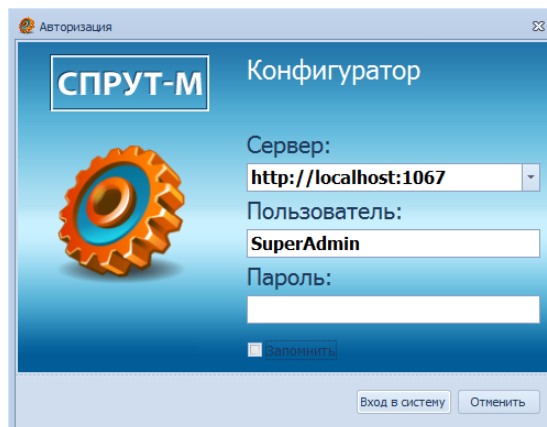 Авторизация
СПРУТ-М
Конфигуратор
Сервер:
http://localhost:1067
Пользователь:
SuperAdmin
Пароль:
Запомнить
Вход в систему
Отменить